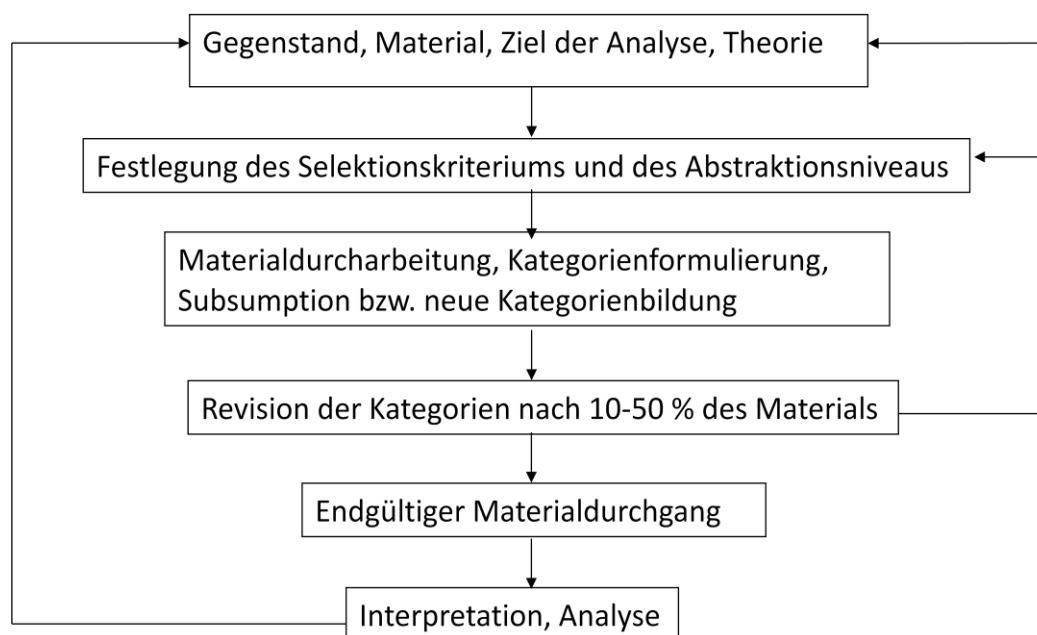 Gegenstand, Material, Ziel der Analyse, Theorie
Festlegung des Selektionskriteriums und des Abstraktionsniveaus
Materialdurcharbeitung, Kategorienformulierung,
Subsumption bzw. neue Kategorienbildung
Revision der Kategorien nach 10-50 % des Materials
Endgültiger Materialdurchgang
Interpretation, Analyse